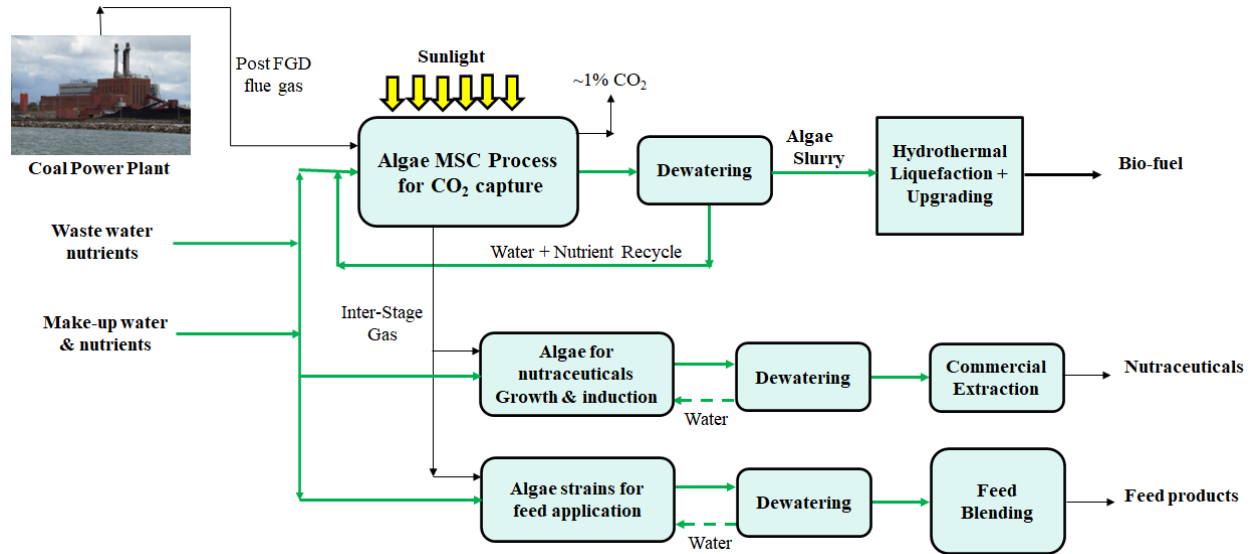 Post FGD
flue gas
Sunlight
~1% CO₂
Coal Power Plant
Algae MSC Process
for CO₂ capture
Dewatering
Algae
Slurry
Hydrothermal
Liquefaction +
Upgrading
Bio-fuel
Waste water
nutrients
Water + Nutrient Recycle
Make-up water
& nutrients
Inter-Stage
Gas
Algae for
nutraceuticals
Growth & induction
Dewatering
Water
Commercial
Extraction
Nutraceuticals
Algae strains for
feed application
Dewatering
Water
Feed
Blending
Feed products